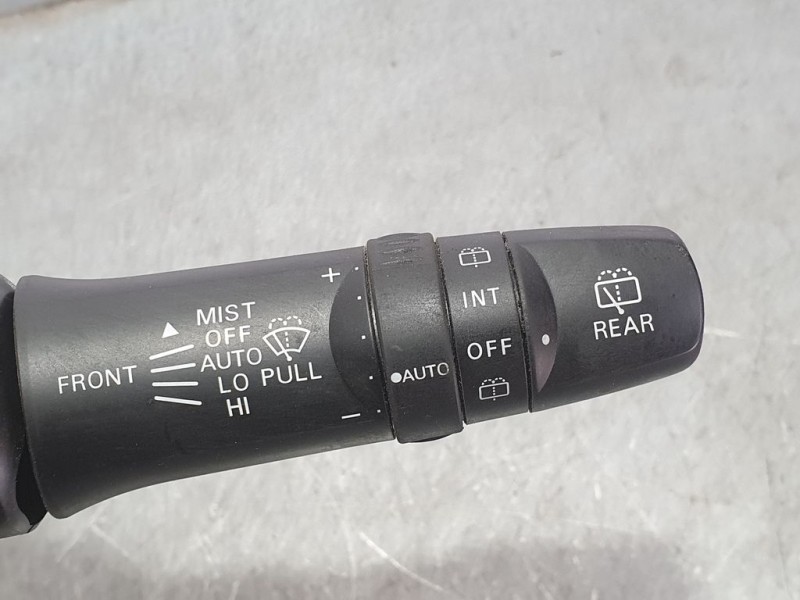 FRONT
MIST
OFF
AUTO
LO
HI
PULL
+
−
AUTO
INT
OFF
REAR